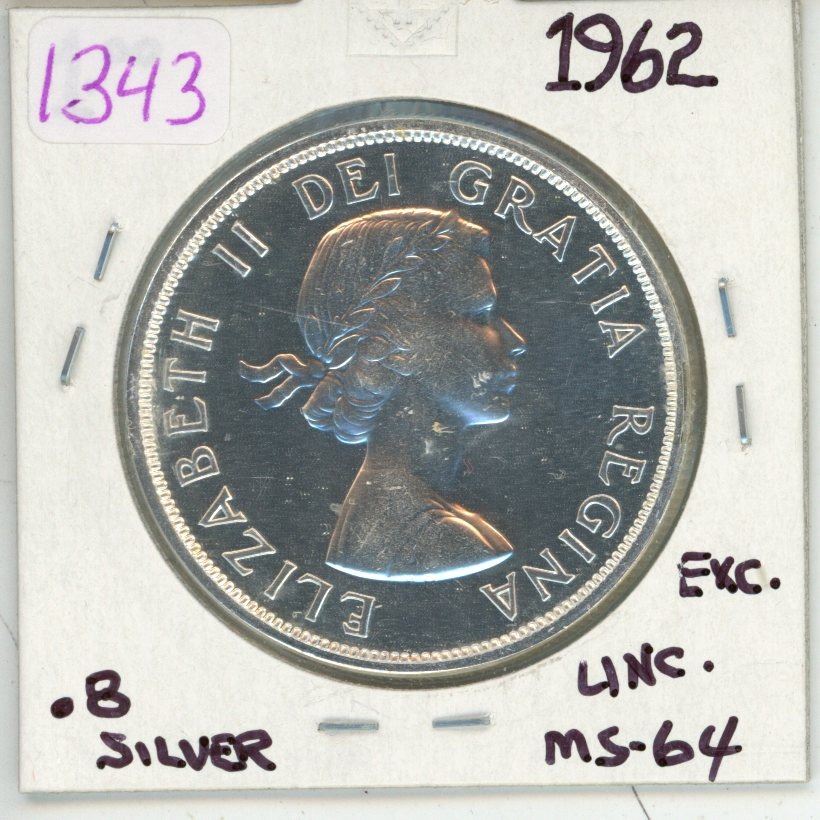 1343
1962
ELIZABETH II DEI GRATIA REGINA
EXC.
.8
SILVER
UNC.
MS-64